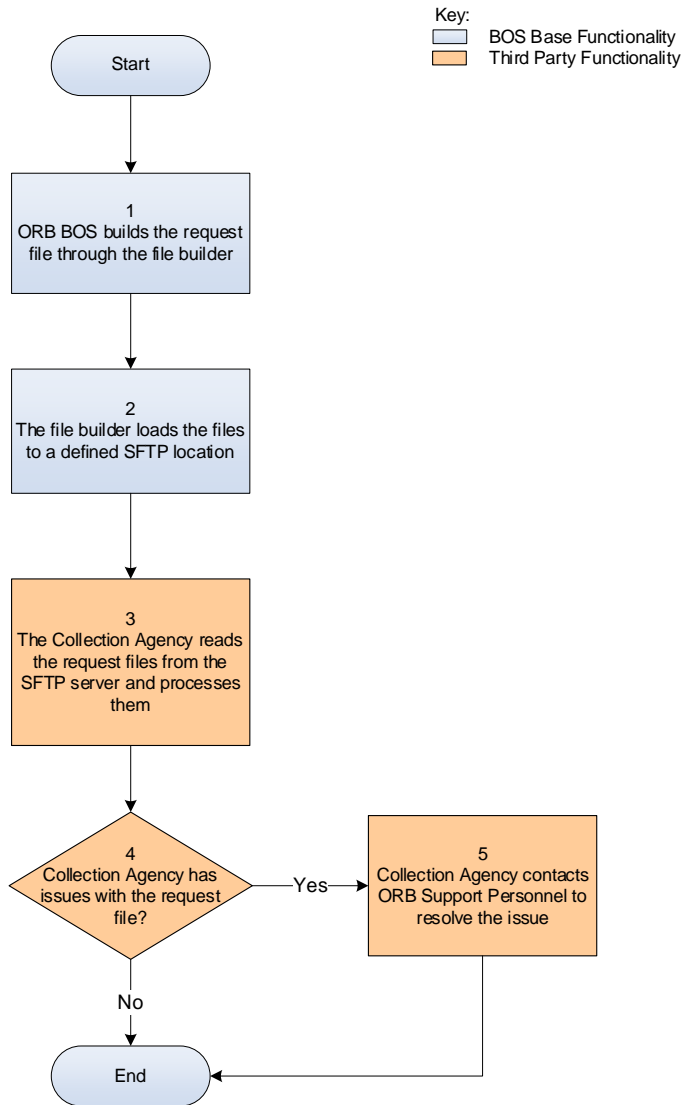 Key:
BOS Base Functionality
Third Party Functionality
Start
1
ORB BOS builds the request
file through the file builder
2
The file builder loads the files
to a defined SFTP location
3
The Collection Agency reads
the request files from the
SFTP server and processes
them
4
Collection Agency has
issues with the request
file?
Yes
5
Collection Agency contacts
ORB Support Personnel to
resolve the issue
No
End